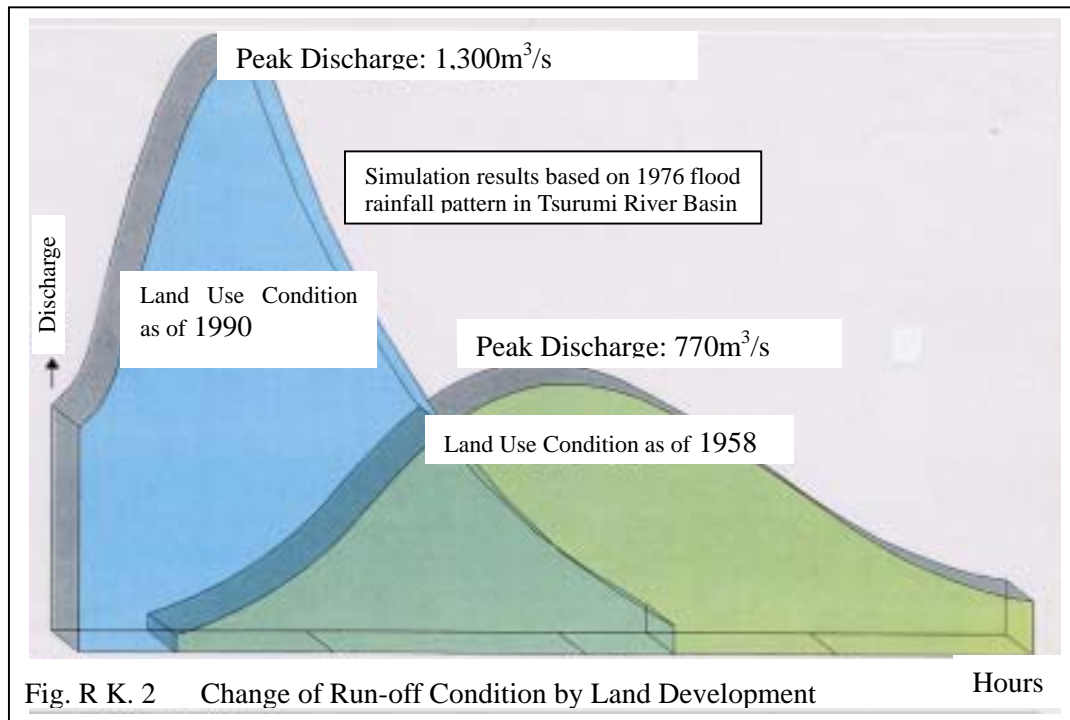 Peak Discharge: 1,300m³/s
Simulation results based on 1976 flood
rainfall pattern in Tsurumi River Basin
Discharge
Land Use Condition
as of 1990
Peak Discharge: 770m³/s
Land Use Condition as of 1958
Hours
Fig. R K. 2 Change of Run-off Condition by Land Development